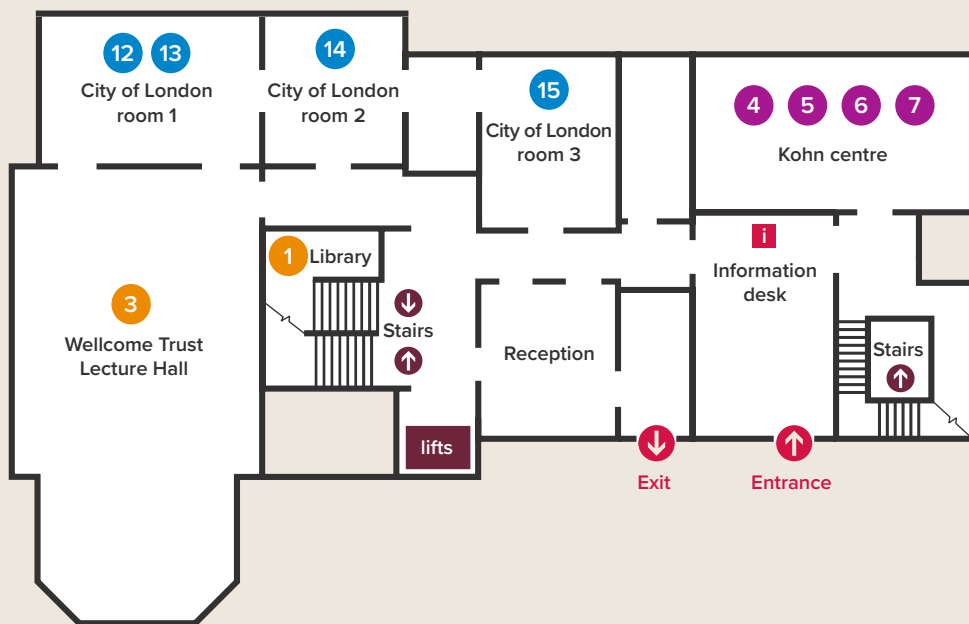 12 13
City of London
room 1
14
City of London
room 2
15
City of London
room 3
4 5 6 7
Kohn centre
1 Library
i
Information
desk
3
Wellcome Trust
Lecture Hall
Stairs
Reception
Stairs
lifts
Exit
Entrance